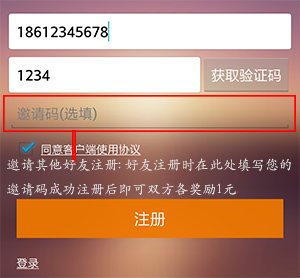 18612345678
1234 获取验证码
邀请码(选填)
同意客户端使用协议
邀请其他好友注册:好友注册时在此处填写您的
邀请码成功注册后即可双方各奖励1元
注册
登录